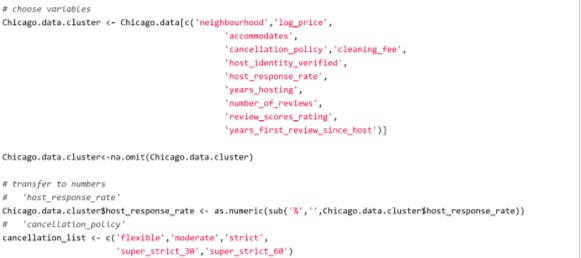 # choose variables
Chicago.data.cluster <- Chicago.data[c('neighbourhood','log_price',
'accommodates',
'cancellation_policy','cleaning_fee',
'host_identity_verified',
'host_response_rate',
'years_hosting',
'number_of_reviews',
'review_scores_rating',
'years_first_review_since_host')]
Chicago.data.cluster<-na.omit(Chicago.data.cluster)
# transfer to numbers
# 'host_response_rate'
Chicago.data.cluster$host_response_rate <- as.numeric(sub('%','',Chicago.data.cluster$host_response_rate))
# 'cancellation_policy'
cancellation_list <- c('flexible','moderate','strict',
'super_strict_30','super_strict_60')